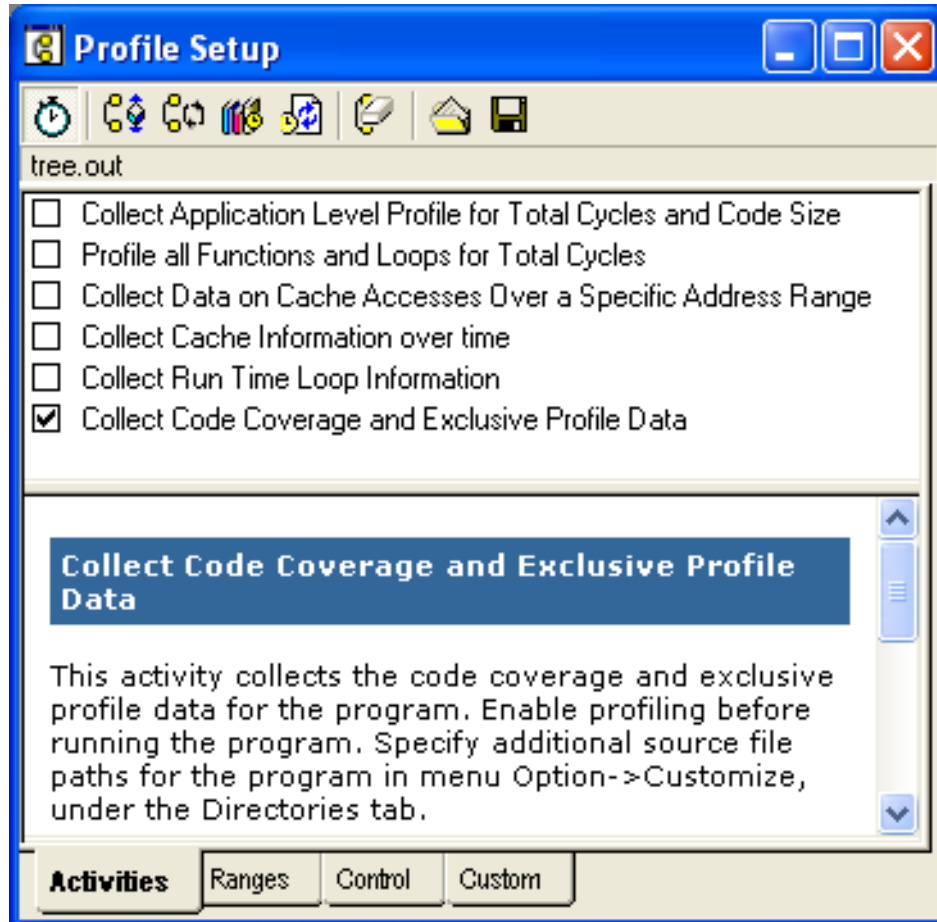 Profile Setup
tree.out
Collect Application Level Profile for Total Cycles and Code Size
Profile all Functions and Loops for Total Cycles
Collect Data on Cache Accesses Over a Specific Address Range
Collect Cache Information over time
Collect Run Time Loop Information
Collect Code Coverage and Exclusive Profile Data
Collect Code Coverage and Exclusive Profile
Data
This activity collects the code coverage and exclusive
profile data for the program. Enable profiling before
running the program. Specify additional source file
paths for the program in menu Option->Customize,
under the Directories tab.
Activities Ranges Control Custom